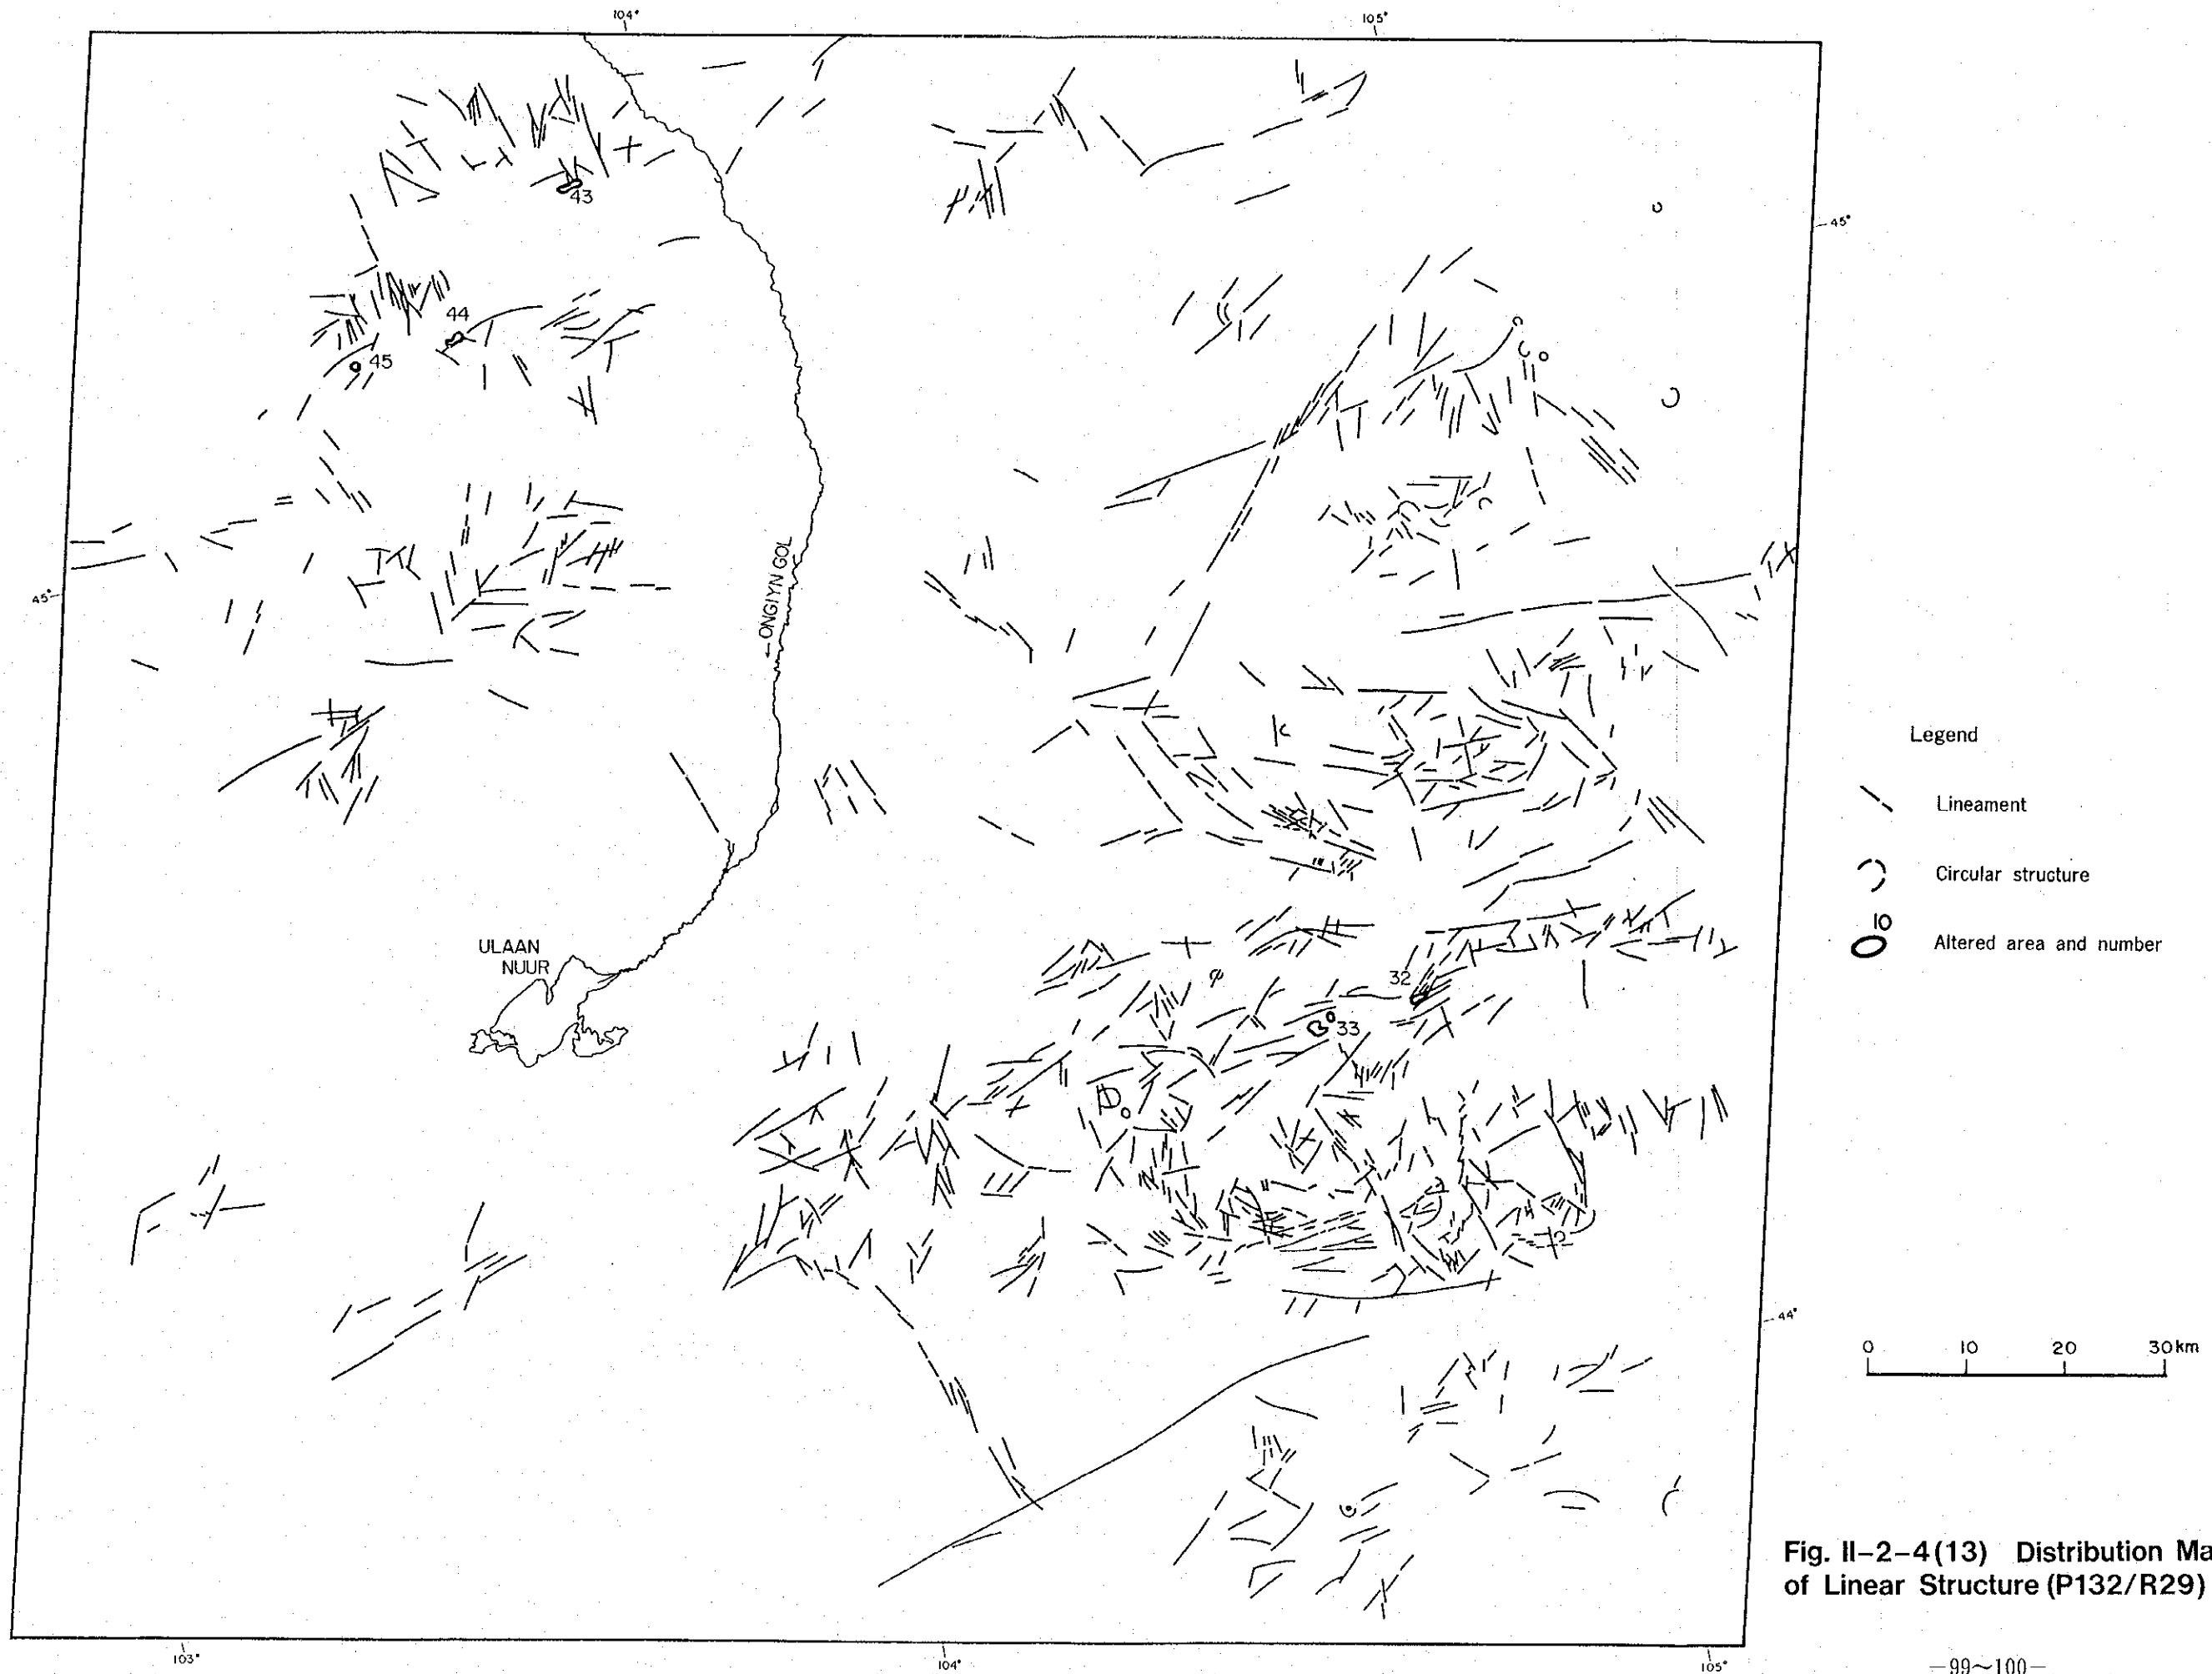 104°
105°
43
45°
44
45
45°
← ONGIYN GOL
Legend
Lineament
Circular structure
10
Altered area and number
ULAAN
NUUR
32
33
44°
0 10 20 30km
Fig. II-2-4(13) Distribution Ma
of Linear Structure (P132/R29)
103°
104°
105°
—99~100—